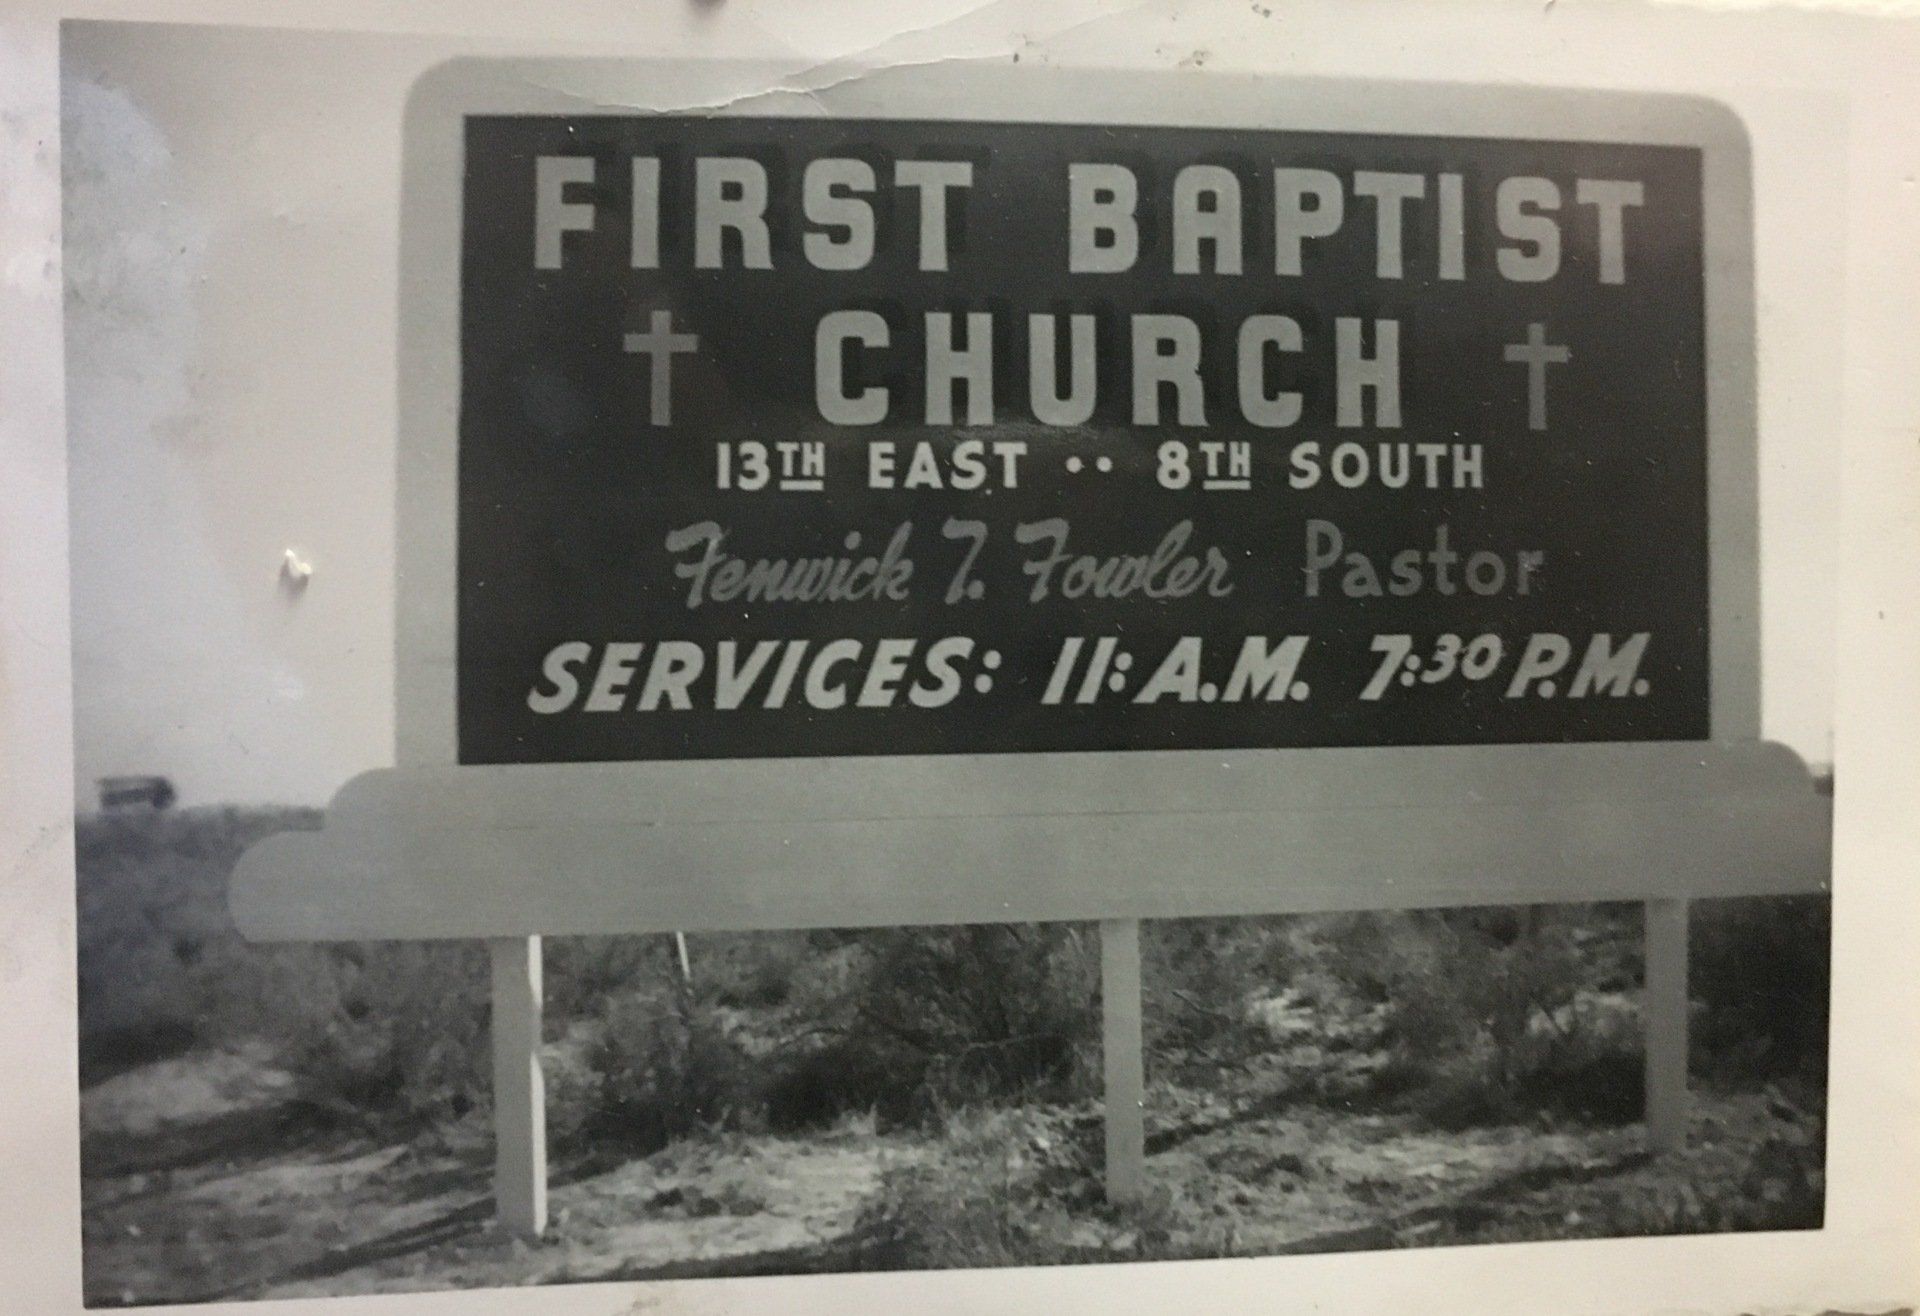 FIRST BAPTIST
CHURCH
13TH EAST •• 8TH SOUTH
Fenwick T. Fowler Pastor
SERVICES: 11: A.M. 7:30 P.M.